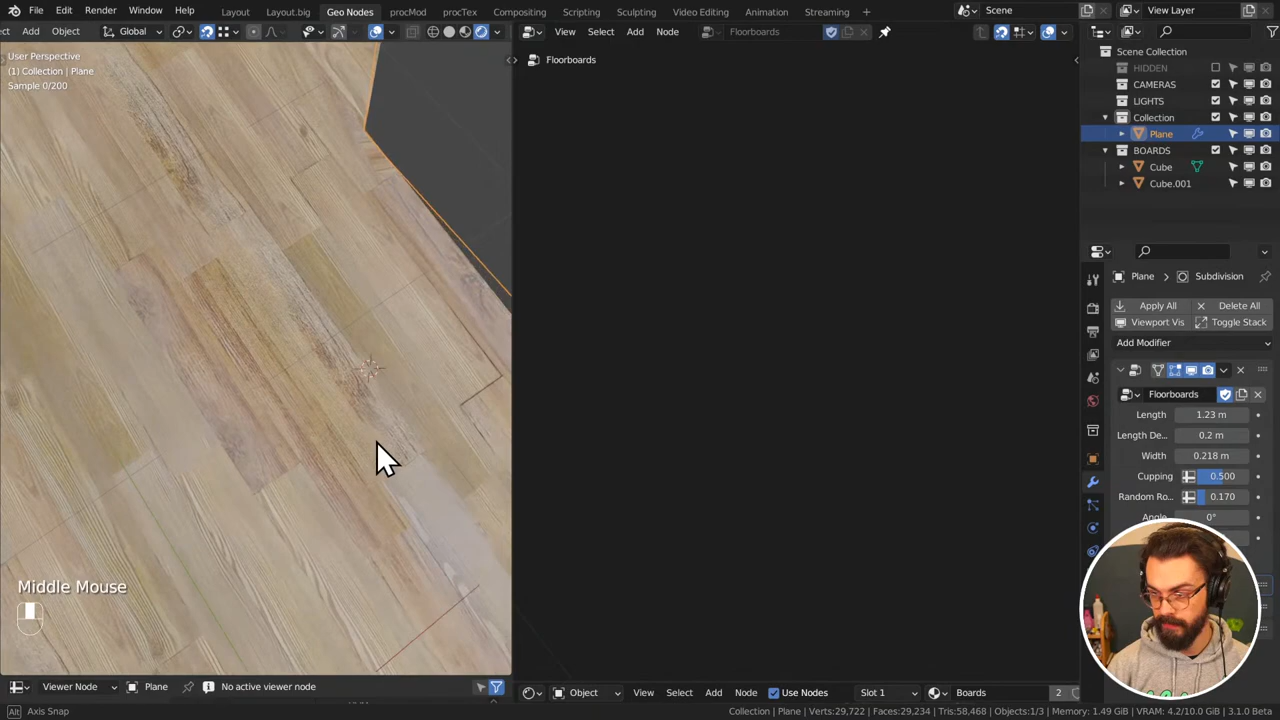 File Edit Render Window Help Layout Layout.big Geo Nodes procMod procTex Compositing Scripting Sculpting Video Editing Animation Streaming + Scene View Layer
Add Object Global View Select Add Node Floorboards
User Perspective
(1) Collection | Plane
Sample 0/200
Floorboards
Scene Collection
HIDDEN
CAMERAS
LIGHTS
Collection
Plane
BOARDS
Cube
Cube.001
Plane > Subdivision
Apply All Delete All
Viewport Vis Toggle Stack
Add Modifier
Floorboards
Length 1.23 m
Length De... 0.2 m
Width 0.218 m
Cupping 0.500
Random Ro... 0.170
Angle 0°
Middle Mouse
Viewer Node Plane No active viewer node
Object View Select Add Node Use Nodes Slot 1 Boards 2
Alt Axis Snap
Collection | Plane | Verts:29,722 | Faces:29,234 | Tris:58,468 | Objects:1/3 | Memory: 1.49 GiB | VRAM: 4.2/10.0 GiB | 3.1.0 Beta